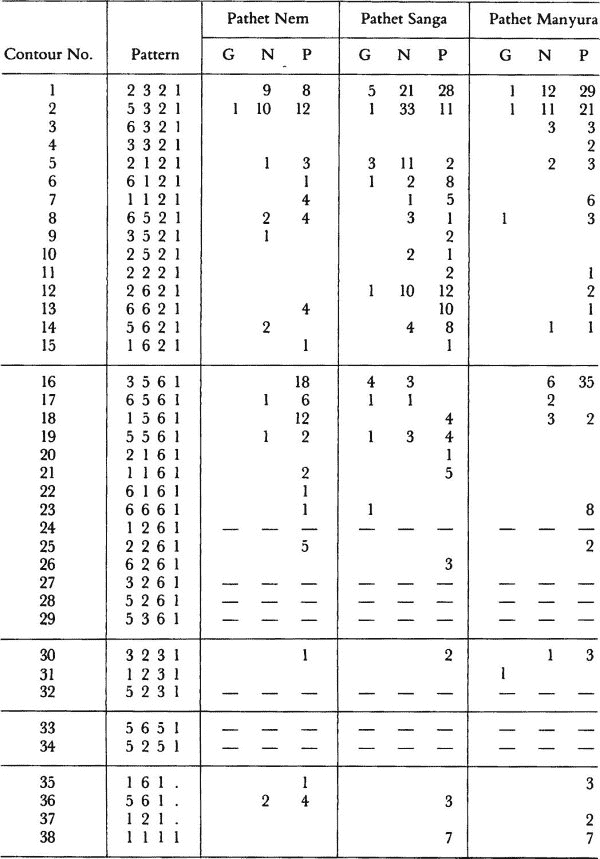 Pathet Nem Pathet Sanga Pathet Manyura
Contour No. Pattern G N P G N P G N P
1 2 3 2 1 9 8 5 21 28 1 12 29
2 5 3 2 1 1 10 12 1 33 11 1 11 21
3 6 3 2 1 3 3
4 3 3 2 1 2
5 2 1 2 1 1 3 3 11 2 2 3
6 6 1 2 1 1 1 2 8
7 1 1 2 1 4 1 5 6
8 6 5 2 1 2 4 3 1 1 3
9 3 5 2 1 1 2
10 2 5 2 1 2 1
11 2 2 2 1 2 1
12 2 6 2 1 1 10 12 2
13 6 6 2 1 4 10 1
14 5 6 2 1 2 4 8 1 1
15 1 6 2 1 1 1
16 3 5 6 1 18 4 3 6 35
17 6 5 6 1 1 6 1 1 2
18 1 5 6 1 12 4 3 2
19 5 5 6 1 1 2 1 3 4
20 2 1 6 1 1
21 1 1 6 1 2 5
22 6 1 6 1 1
23 6 6 6 1 1 1 8
24 1 2 6 1 — — — — — — — — —
25 2 2 6 1 5 2
26 6 2 6 1 3
27 3 2 6 1 — — — — — — — — —
28 5 2 6 1 — — — — — — — — —
29 5 3 6 1 — — — — — — — — —
30 3 2 3 1 1 2 1 3
31 1 2 3 1 1
32 5 2 3 1 — — — — — — — — —
33 5 6 5 1 — — — — — — — — —
34 5 2 5 1 — — — — — — — — —
35 1 6 1 . 1 3
36 5 6 1 . 2 4 3
37 1 2 1 . 2
38 1 1 1 1 7 7